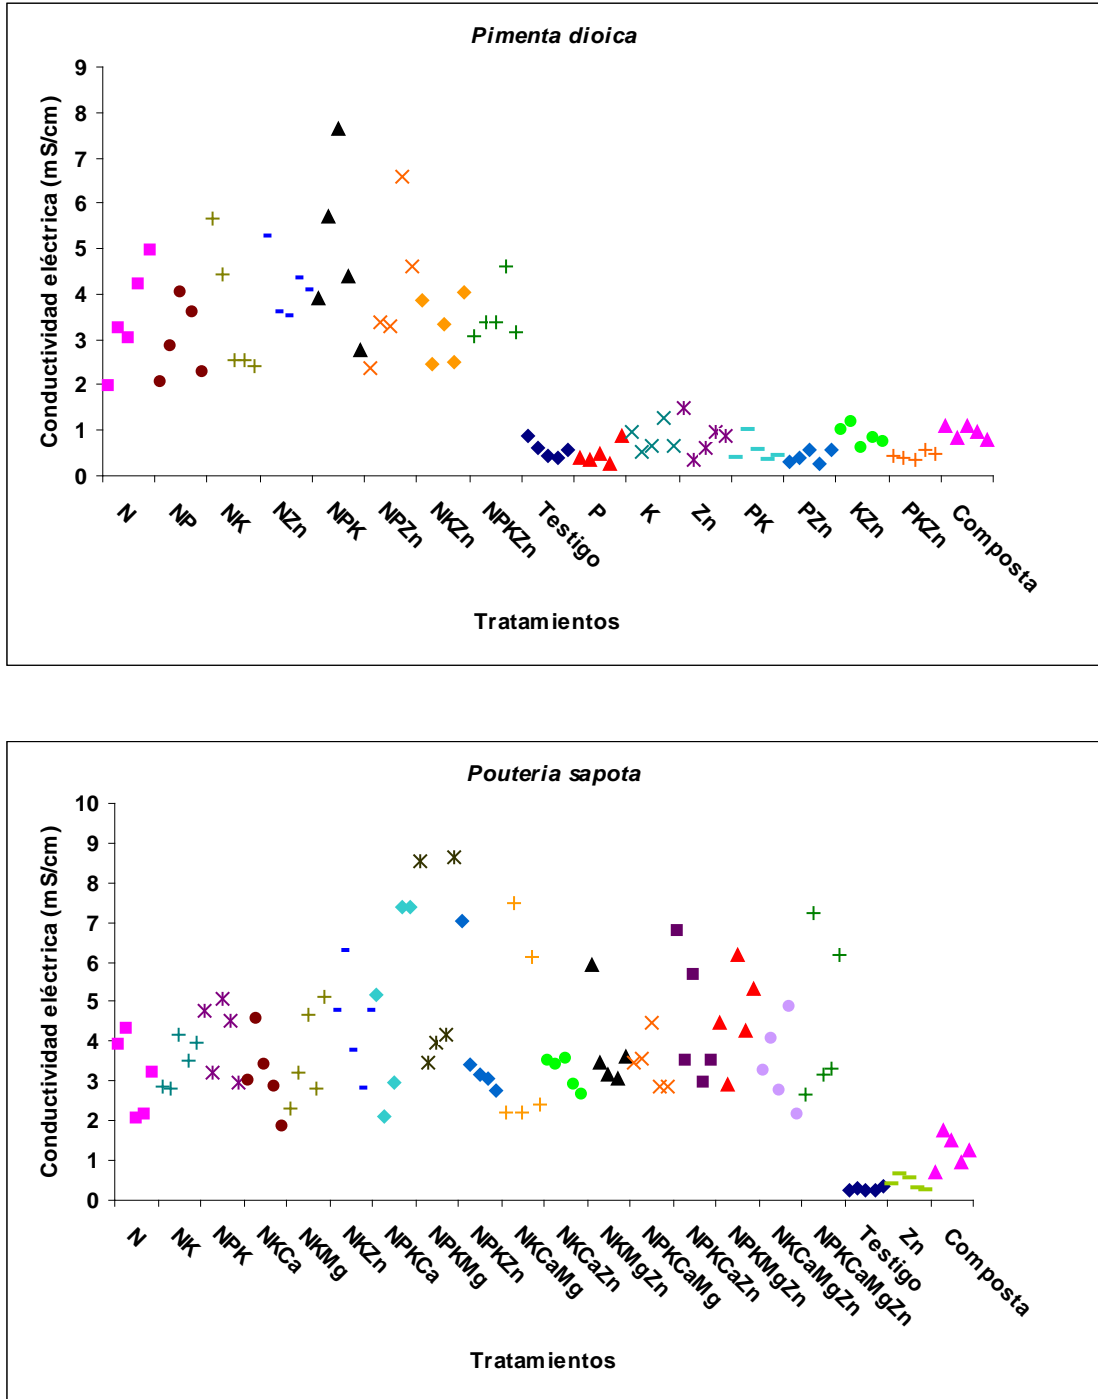 Pimenta dioica
Conductividad eléctrica (mS/cm)
9
8
7
6
5
4
3
2
1
0
N NP NK NZn NPK NPZn NKZn NPKZn Testigo P K Zn PK PZn KZn PKZn Composta
Tratamientos
Pouteria sapota
Conductividad eléctrica (mS/cm)
10
9
8
7
6
5
4
3
2
1
0
N NK NPK NKCa NKMg NKZn NPKCa NPKMg NPKZn NKCaMg NKCaZn NKMgZn NPKCaMg NPKCaZn NPKMgZn NKCaMgZn NPKCaMgZn Testigo Zn Composta
Tratamientos